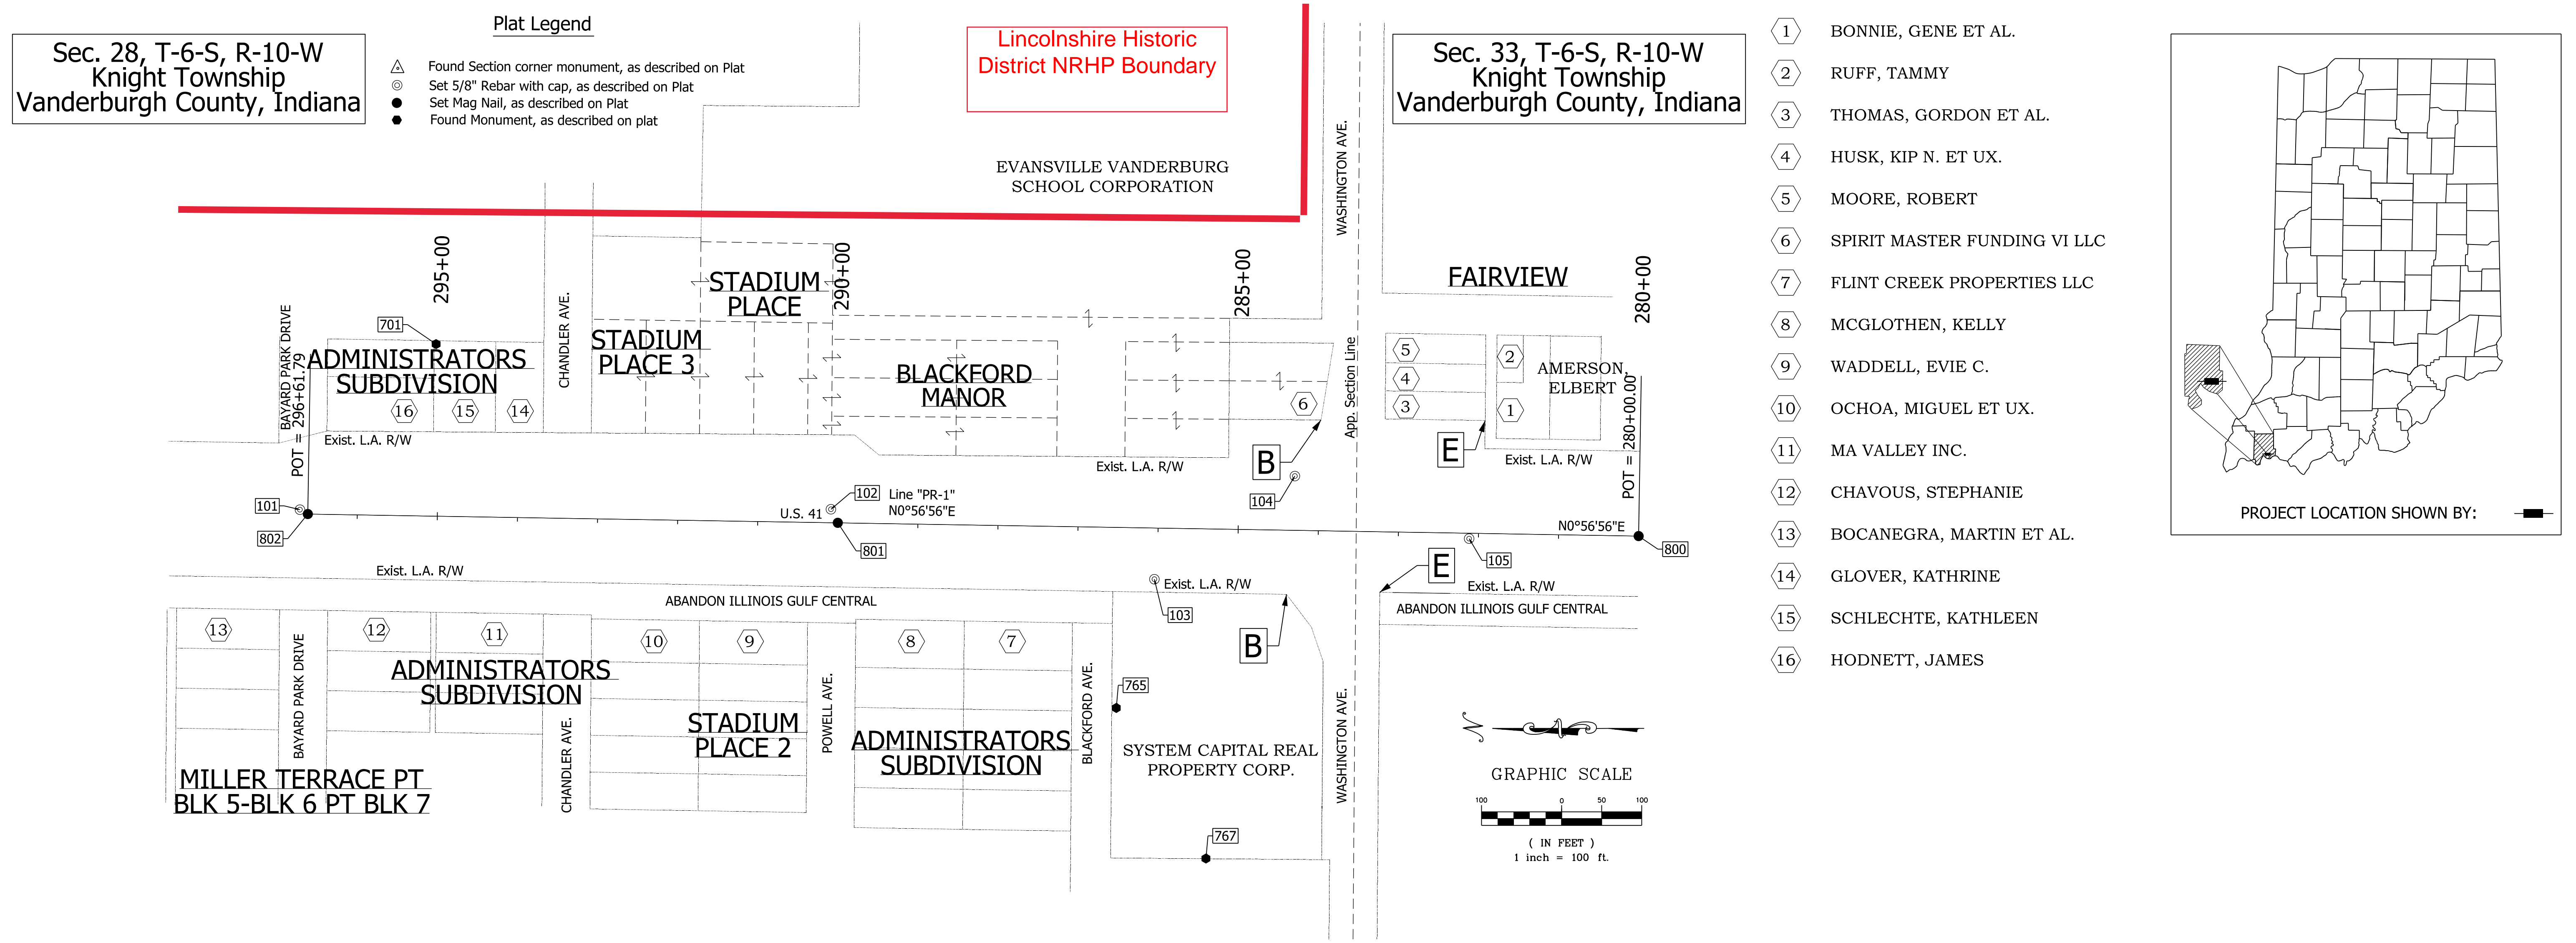 Plat Legend
Found Section corner monument, as described on Plat
Set 5/8" Rebar with cap, as described on Plat
Set Mag Nail, as described on Plat
Found Monument, as described on plat
Sec. 28, T-6-S, R-10-W
Knight Township
Vanderburgh County, Indiana
Lincolnshire Historic
District NRHP Boundary
Sec. 33, T-6-S, R-10-W
Knight Township
Vanderburgh County, Indiana
EVANSVILLE VANDERBURG
SCHOOL CORPORATION
WASHINGTON AVE.
295+00
290+00
285+00
280+00
STADIUM
PLACE
FAIRVIEW
BAYARD PARK DRIVE
POT = 296+61.79
701
ADMINISTRATORS
SUBDIVISION
16
15
14
CHANDLER AVE.
STADIUM
PLACE 3
BLACKFORD
MANOR
6
App. Section Line
5
4
3
2
1
AMERSON,
ELBERT
POT = 280+00.00
Exist. L.A. R/W
Exist. L.A. R/W
B
E
Exist. L.A. R/W
101
802
102
Line "PR-1"
N0°56'56"E
U.S. 41
801
104
N0°56'56"E
105
800
Exist. L.A. R/W
Exist. L.A. R/W
E
Exist. L.A. R/W
ABANDON ILLINOIS GULF CENTRAL
103
ABANDON ILLINOIS GULF CENTRAL
13
12
11
10
9
8
7
B
BAYARD PARK DRIVE
ADMINISTRATORS
SUBDIVISION
CHANDLER AVE.
STADIUM
PLACE 2
POWELL AVE.
ADMINISTRATORS
SUBDIVISION
BLACKFORD AVE.
765
SYSTEM CAPITAL REAL
PROPERTY CORP.
WASHINGTON AVE.
MILLER TERRACE PT
BLK 5-BLK 6 PT BLK 7
767
N
GRAPHIC SCALE
100 0 50 100
( IN FEET )
1 inch = 100 ft.
1 BONNIE, GENE ET AL.
2 RUFF, TAMMY
3 THOMAS, GORDON ET AL.
4 HUSK, KIP N. ET UX.
5 MOORE, ROBERT
6 SPIRIT MASTER FUNDING VI LLC
7 FLINT CREEK PROPERTIES LLC
8 MCGLOTHEN, KELLY
9 WADDELL, EVIE C.
10 OCHOA, MIGUEL ET UX.
11 MA VALLEY INC.
12 CHAVOUS, STEPHANIE
13 BOCANEGRA, MARTIN ET AL.
14 GLOVER, KATHRINE
15 SCHLECHTE, KATHLEEN
16 HODNETT, JAMES
PROJECT LOCATION SHOWN BY: